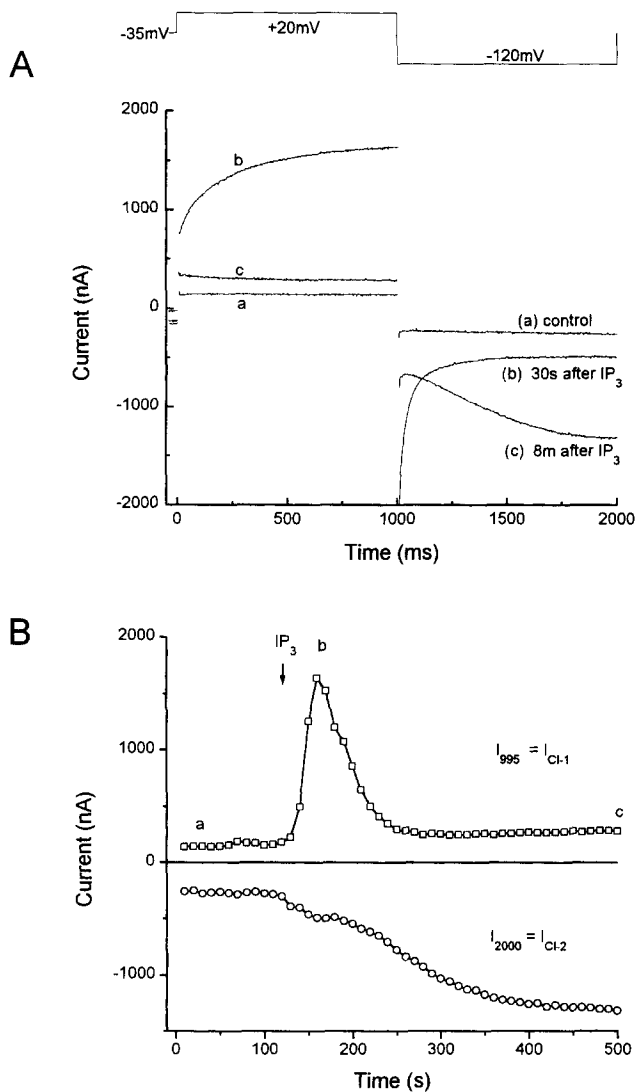 -35mV
+20mV
-120mV
A
2000
1000
0
-1000
-2000
Current (nA)
b
c
a
(a) control
(b) 30s after IP3
(c) 8m after IP3
0
500
1000
1500
2000
Time (ms)
B
IP3
b
2000
1000
0
-1000
Current (nA)
a
I995 = ICl-1
c
I2000 = ICl-2
0
100
200
300
400
500
Time (s)